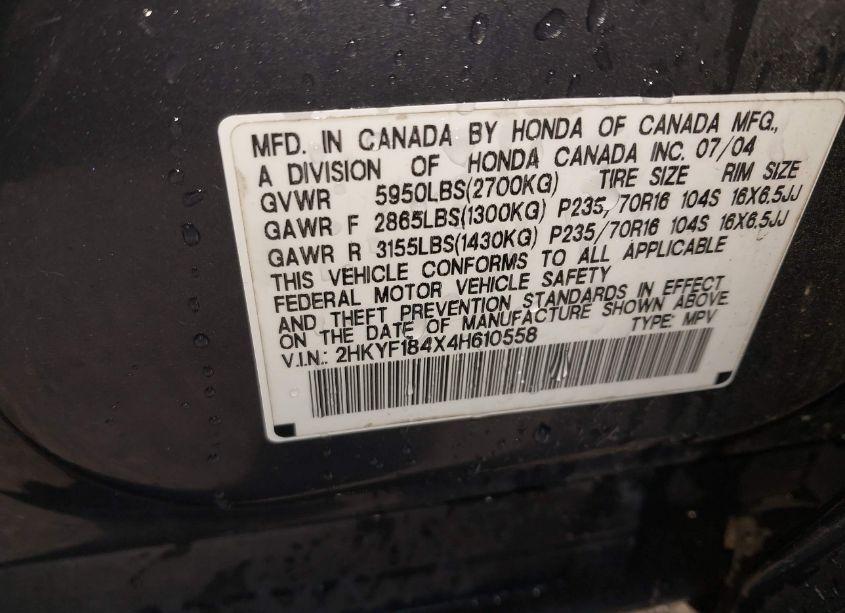 MFD. IN CANADA BY HONDA OF CANADA MFG.,
A DIVISION OF HONDA CANADA INC. 07/04
GVWR 5950LBS(2700KG) TIRE SIZE RIM SIZE
GAWR F 2865LBS(1300KG) P235/70R16 104S 16X6.5JJ
GAWR R 3155LBS(1430KG) P235/70R16 104S 16X6.5JJ
THIS VEHICLE CONFORMS TO ALL APPLICABLE
FEDERAL MOTOR VEHICLE SAFETY
AND THEFT PREVENTION STANDARDS IN EFFECT
ON THE DATE OF MANUFACTURE SHOWN ABOVE
V.I.N.: 2HKYF184X4H610558 TYPE: MPV